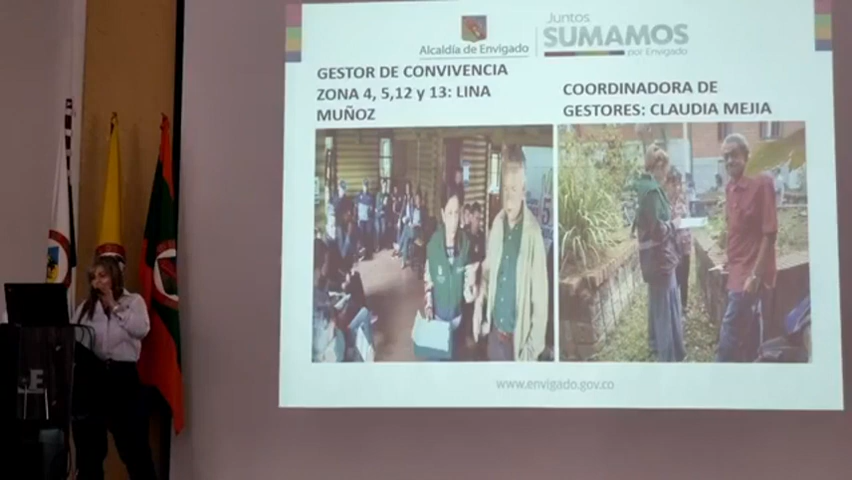 Alcaldía de Envigado
Juntos
SUMAMOS
por Envigado
GESTOR DE CONVIVENCIA
ZONA 4, 5,12 y 13: LINA
MUÑOZ
COORDINADORA DE
GESTORES: CLAUDIA MEJIA
www.envigado.gov.co